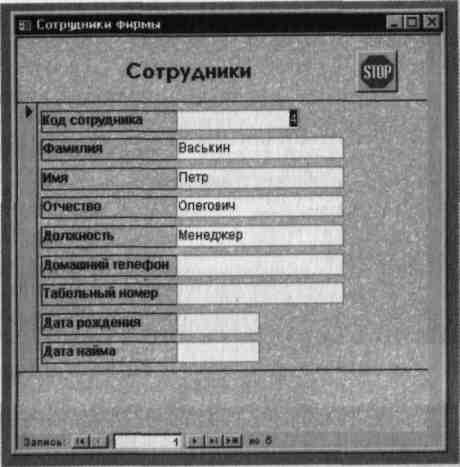 Сотрудники фирмы
Сотрудники
STOP
Код сотрудника 4
Фамилия Васькин
Имя Петр
Отчество Олегович
Должность Менеджер
Домашний телефон
Табельный номер
Дата рождения
Дата найма
Запись: 1 из 6